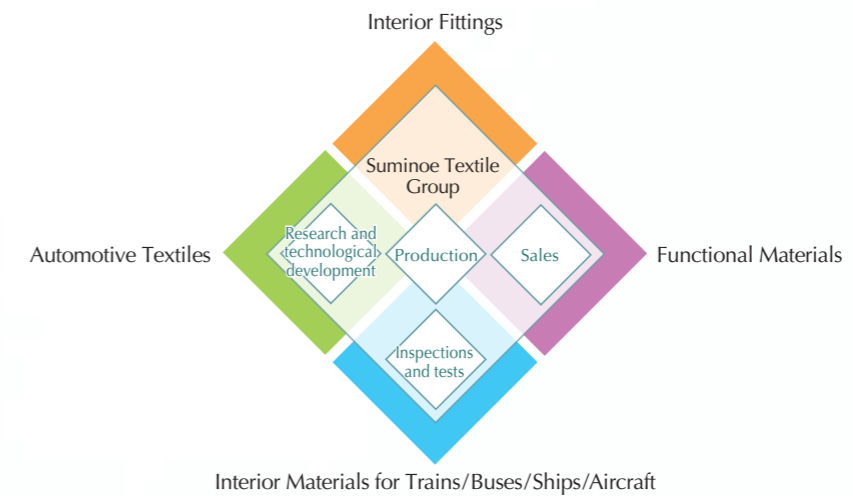 Interior Fittings
Suminoe Textile
Group
Automotive Textiles
Research and
technological
development
Production
Sales
Functional Materials
Inspections
and tests
Interior Materials for Trains/Buses/Ships/Aircraft